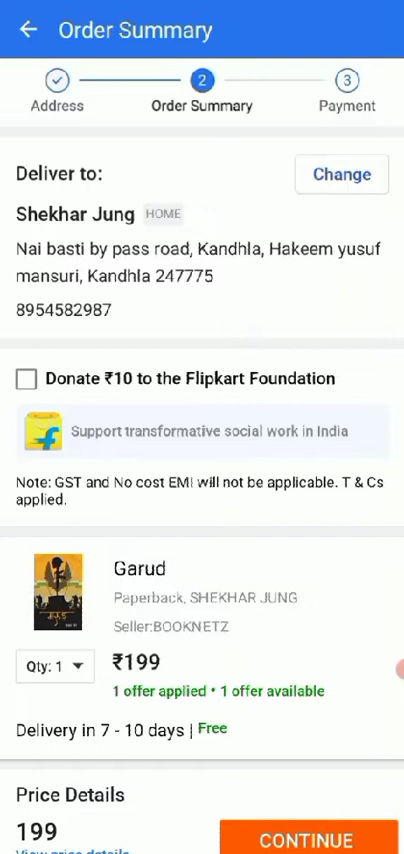 Order Summary
2
3
Address
Order Summary
Payment
Deliver to:
Change
Shekhar Jung
HOME
Nai basti by pass road, Kandhla, Hakeem yusuf
mansuri, Kandhla 247775
8954582987
Donate ₹10 to the Flipkart Foundation
Support transformative social work in India
Note: GST and No cost EMI will not be applicable. T & Cs
applied.
Garud
Paperback, SHEKHAR JUNG
Seller:BOOKNETZ
Qty: 1
₹199
1 offer applied • 1 offer available
Delivery in 7 - 10 days | Free
Price Details
199
View price details
CONTINUE